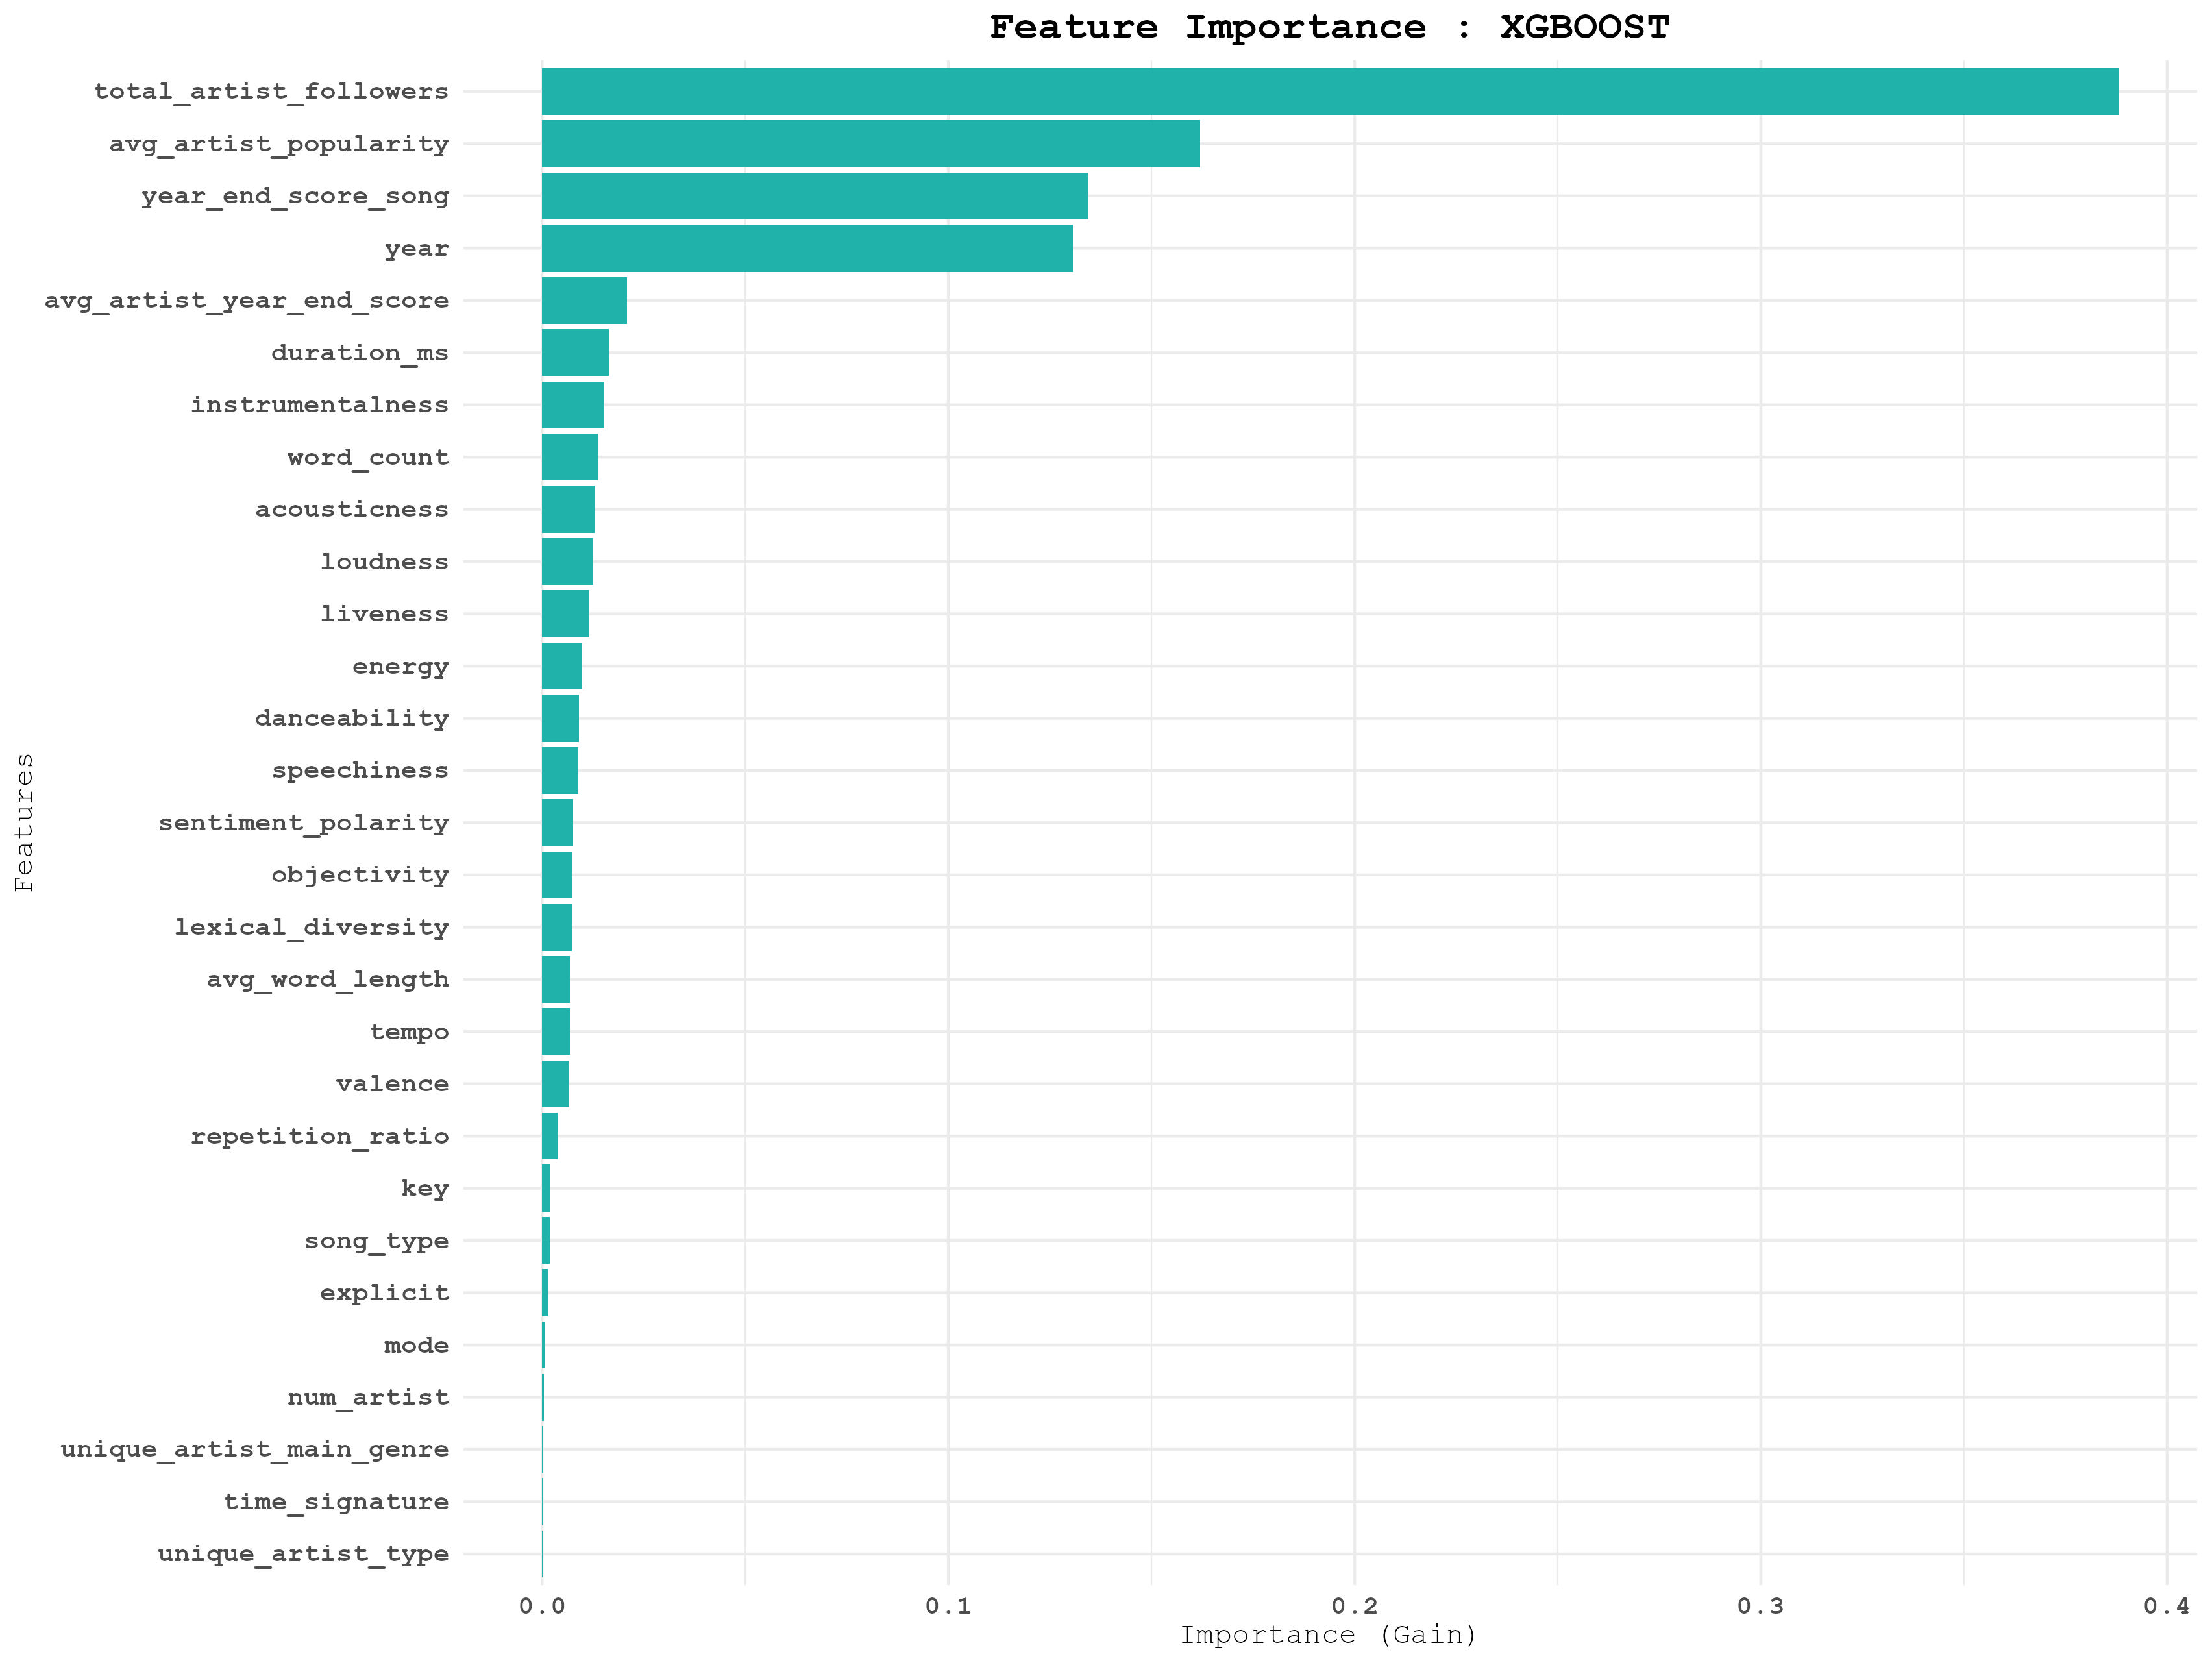 Feature Importance : XGBOOST
total_artist_followers
avg_artist_popularity
year_end_score_song
year
avg_artist_year_end_score
duration_ms
instrumentalness
word_count
acousticness
loudness
liveness
energy
danceability
speechiness
sentiment_polarity
objectivity
lexical_diversity
avg_word_length
tempo
valence
repetition_ratio
key
song_type
explicit
mode
num_artist
unique_artist_main_genre
time_signature
unique_artist_type
Features
0.0 0.1 0.2 0.3 0.4
Importance (Gain)